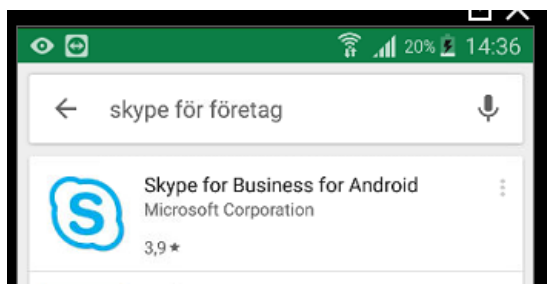 20% 14:36
skype för företag
Skype for Business for Android
Microsoft Corporation
3,9★